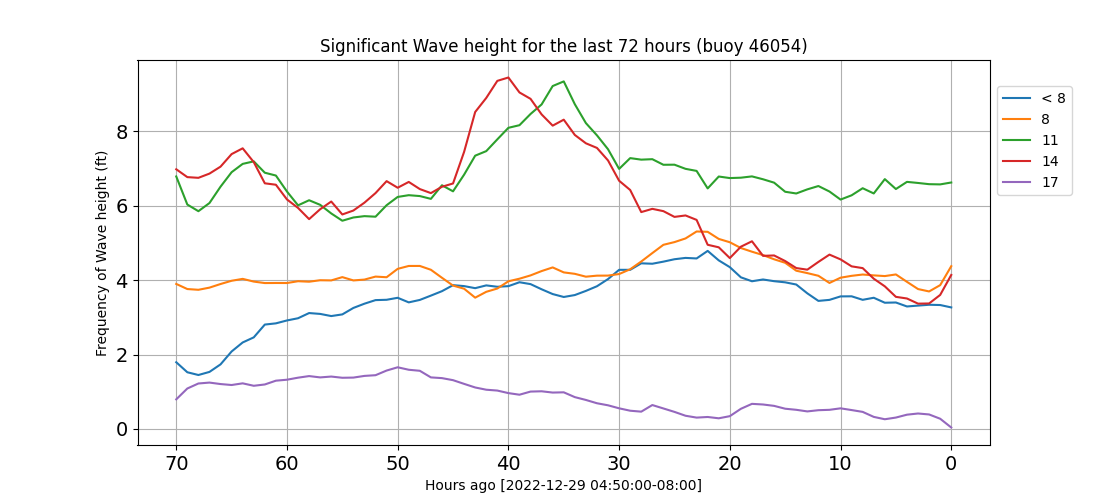 Significant Wave height for the last 72 hours (buoy 46054)
Frequency of Wave height (ft)
8
6
4
2
0
70 60 50 40 30 20 10 0
Hours ago [2022-12-29 04:50:00-08:00]
< 8
8
11
14
17